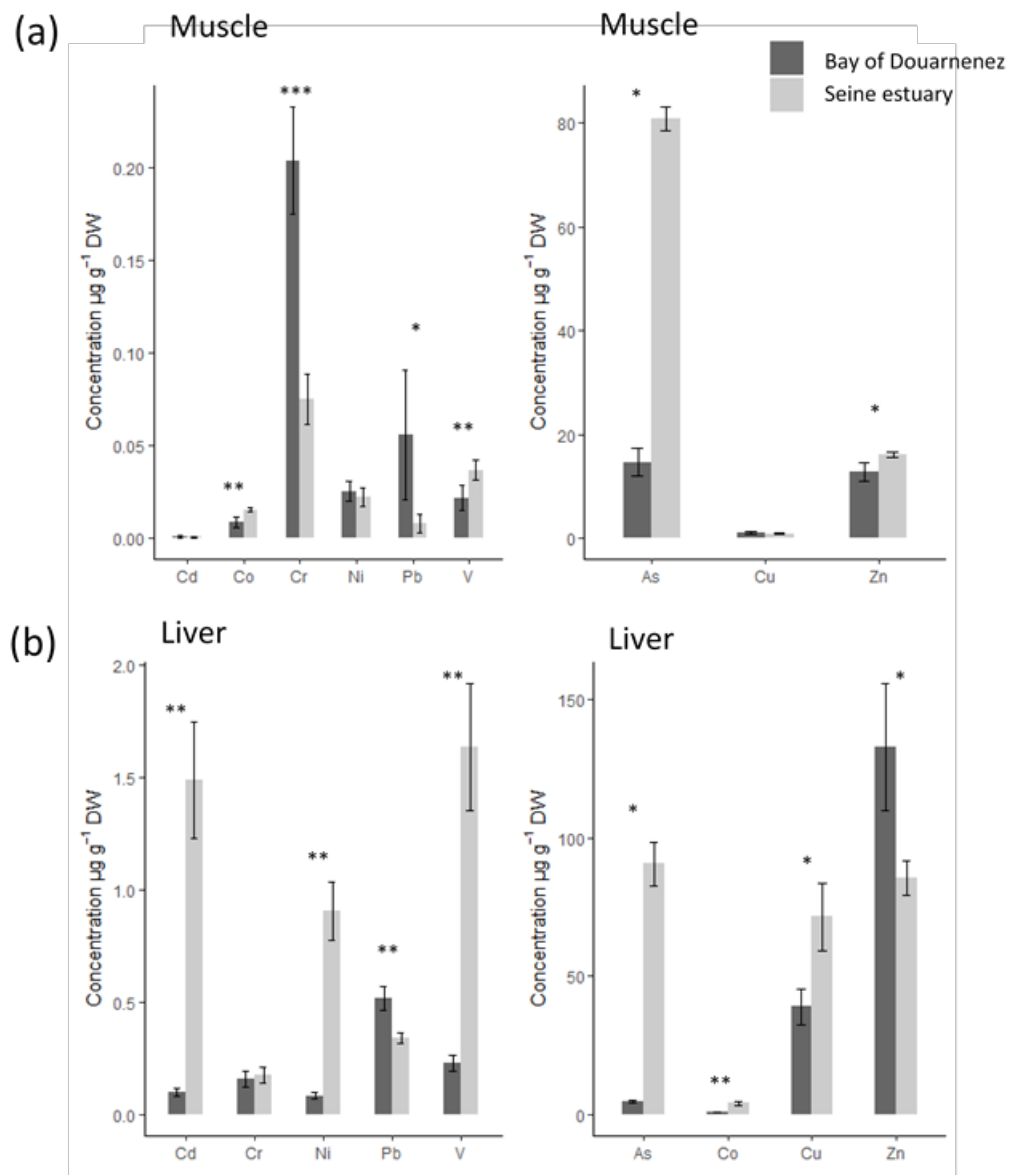 (a)
Muscle
Muscle
Bay of Douarnenez
Seine estuary
Concentration µg g⁻¹ DW
0.20
0.15
0.10
0.05
0.00
***
*
**
**
Cd Co Cr Ni Pb V
Concentration µg g⁻¹ DW
80
60
40
20
0
*
*
As Cu Zn
(b)
Liver
Liver
Concentration µg g⁻¹ DW
2.0
1.5
1.0
0.5
0.0
**
**
**
**
Cd Cr Ni Pb V
Concentration µg g⁻¹ DW
150
100
50
0
*
*
*
**
As Co Cu Zn